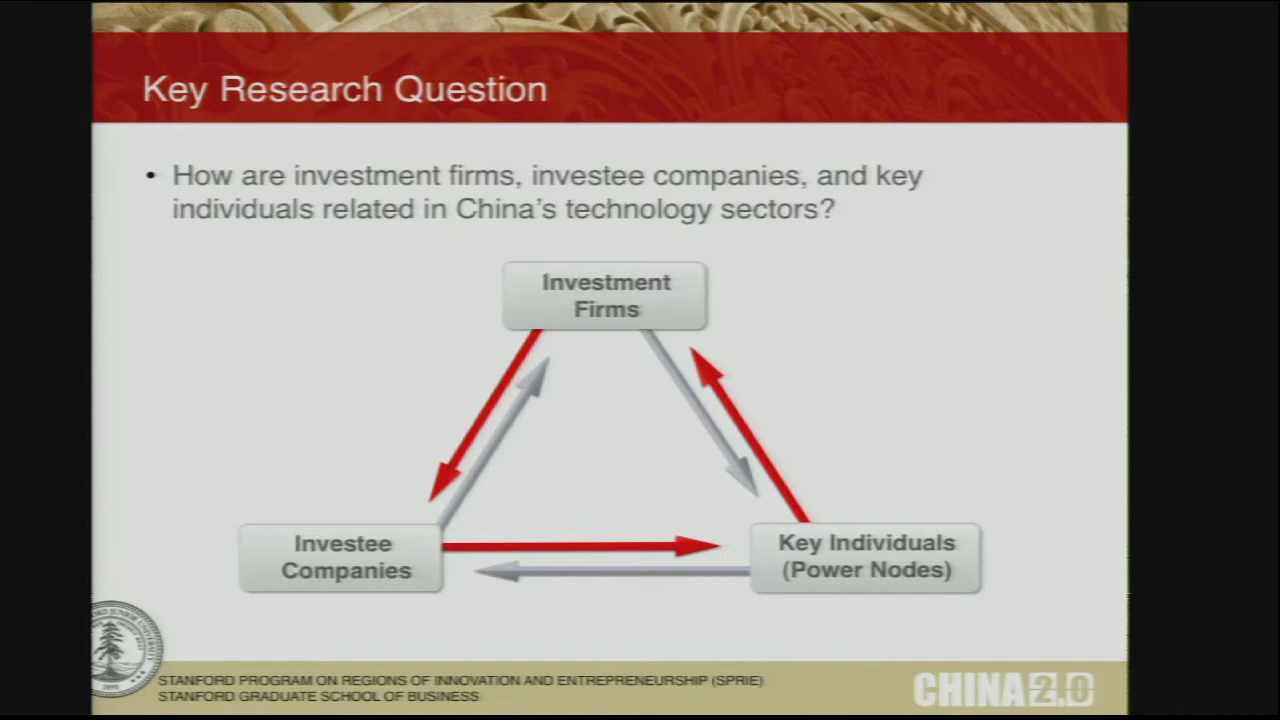 Key Research Question
• How are investment firms, investee companies, and key
individuals related in China's technology sectors?
Investment
Firms
Investee
Companies
Key Individuals
(Power Nodes)
STANFORD PROGRAM ON REGIONS OF INNOVATION AND ENTREPRENEURSHIP (SPRIE)
STANFORD GRADUATE SCHOOL OF BUSINESS
CHINA 2.0